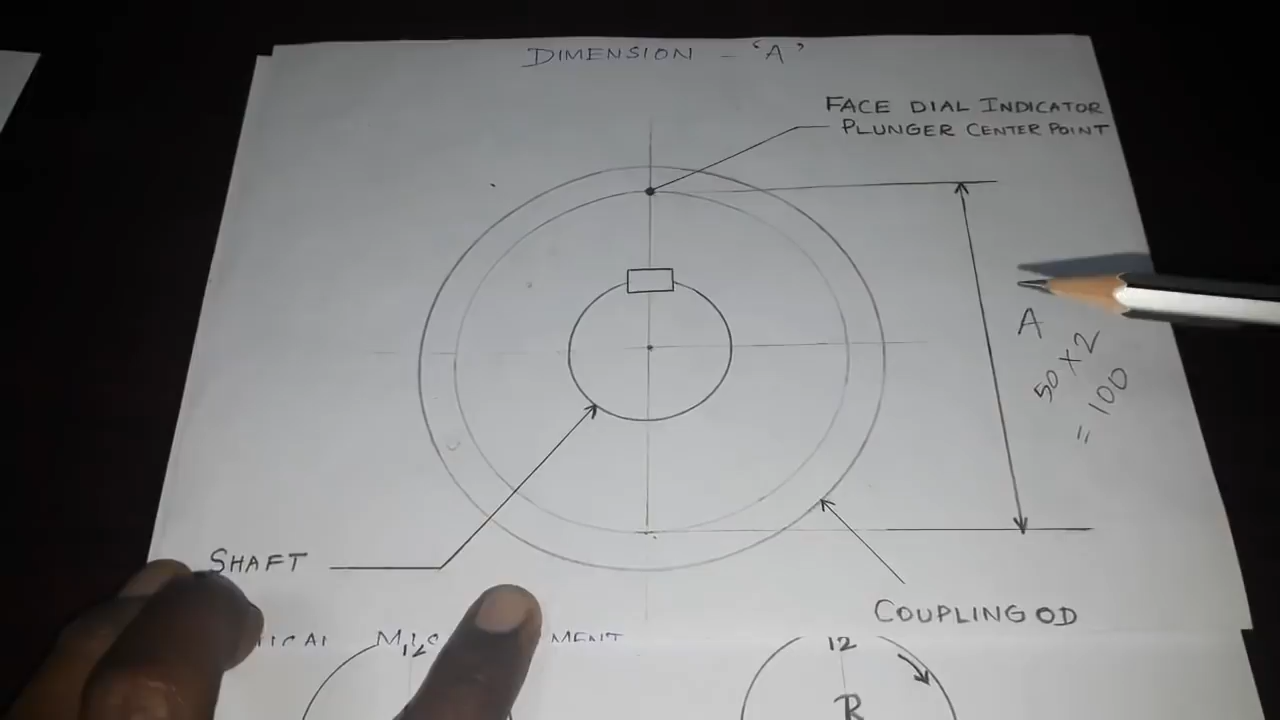 DIMENSION - 'A'
FACE DIAL INDICATOR
PLUNGER CENTER POINT
A
50 × 2
= 100
SHAFT
COUPLING OD
12
12
R